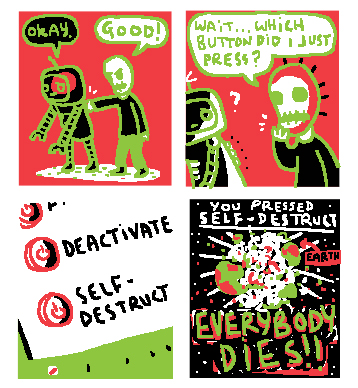 OKAY.
GOOD!
WAIT... WHICH
BUTTON DID I JUST
PRESS?
?
DEACTIVATE
SELF-
DESTRUCT
YOU PRESSED
SELF-DESTRUCT
EARTH
EVERYBODY
DIES!!